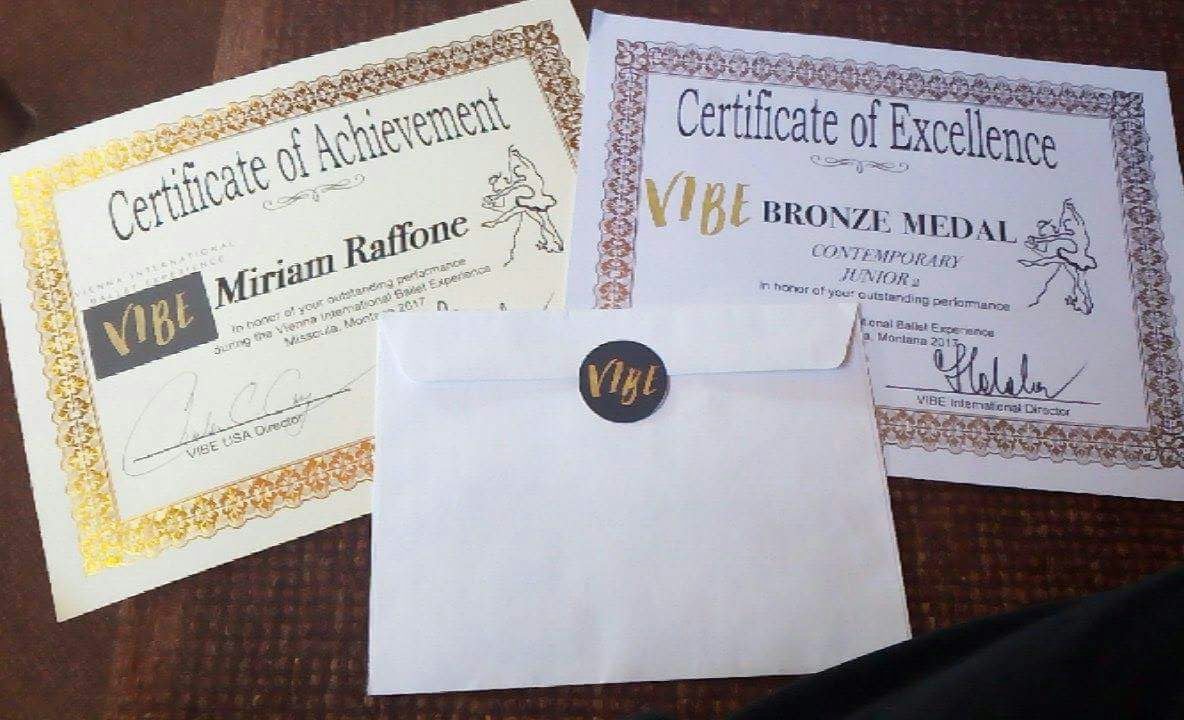 Certificate of Achievement
VIENNA INTERNATIONAL
BALLET EXPERIENCE
VIBE
Miriam Raffone
In honor of your outstanding performance
during the Vienna International Ballet Experience
Missoula, Montana 2017
VIBE USA Director
Certificate of Excellence
VIBE BRONZE MEDAL
CONTEMPORARY
JUNIOR 2
In honor of your outstanding performance
Ballet Experience
Montana 2017
VIBE International Director
VIBE